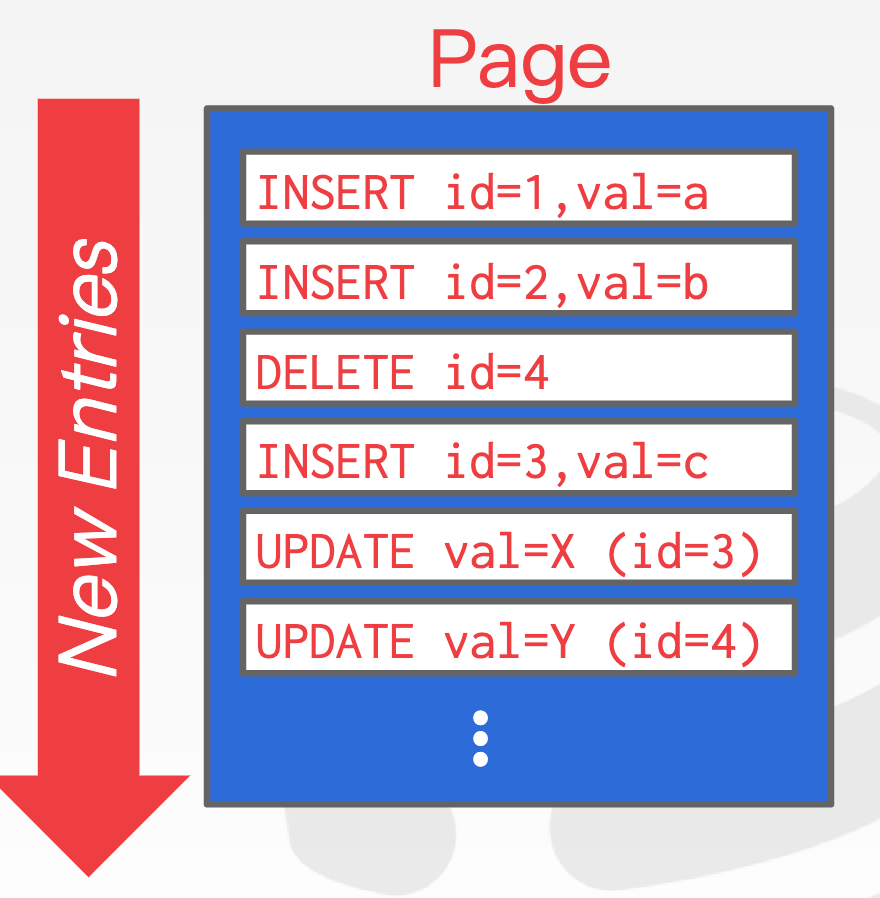 Page
New Entries
INSERT id=1,val=a
INSERT id=2,val=b
DELETE id=4
INSERT id=3,val=c
UPDATE val=X (id=3)
UPDATE val=Y (id=4)